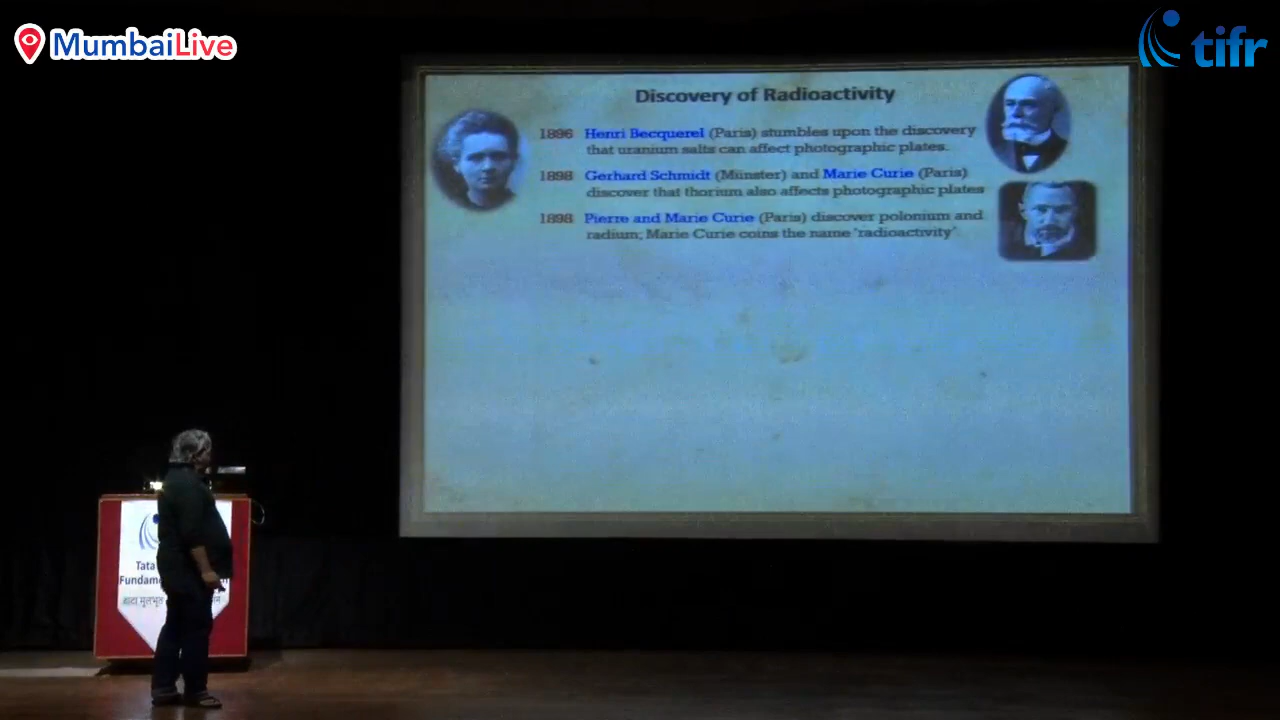 MumbaiLive
tifr
Discovery of Radioactivity
1896 Henri Becquerel (Paris) stumbles upon the discovery
that uranium salts can affect photographic plates.
1898 Gerhard Schmidt (Münster) and Marie Curie (Paris)
discover that thorium also affects photographic plates
1898 Pierre and Marie Curie (Paris) discover polonium and
radium; Marie Curie coins the name ‘radioactivity’
Tata
Fundam
टाटा मूलभूत